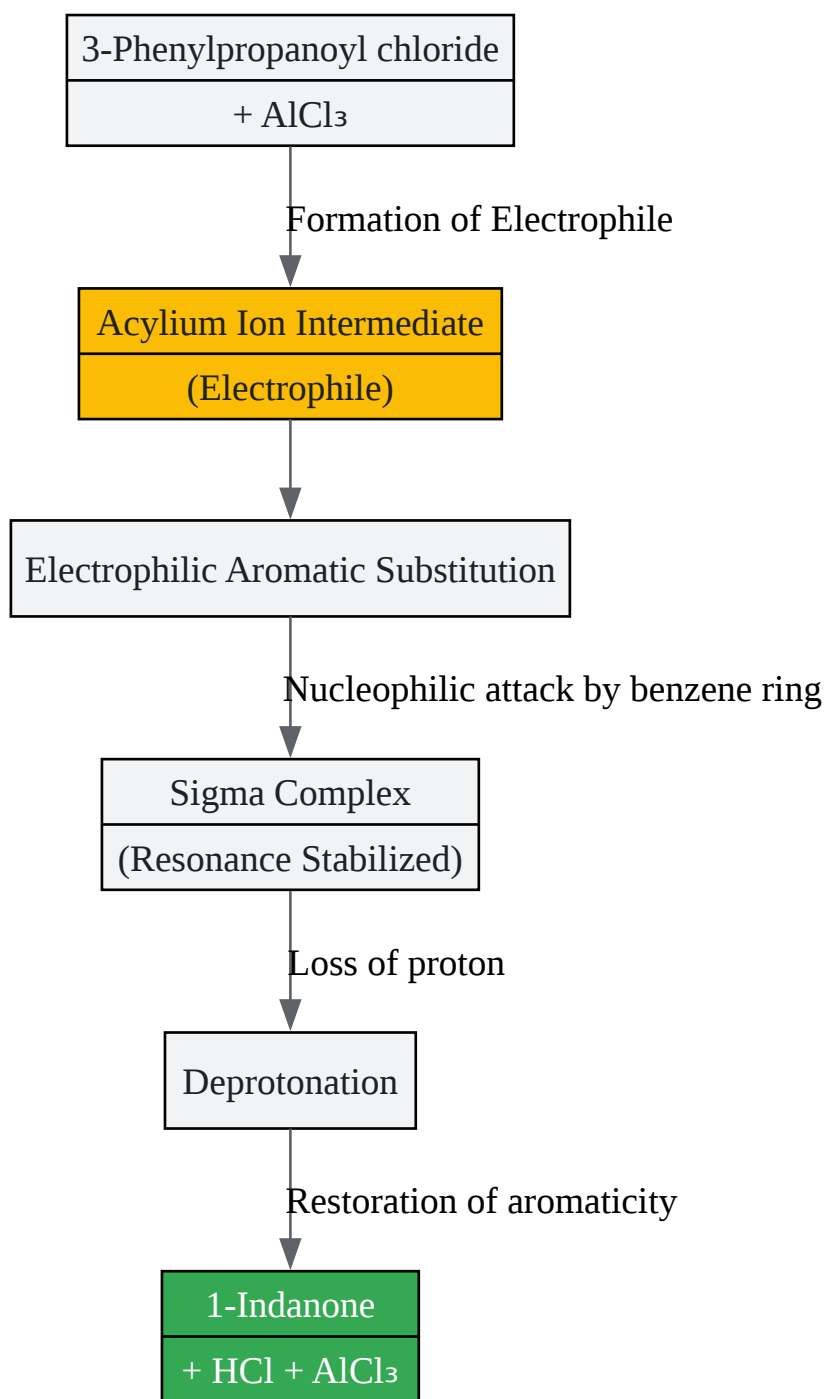 3-Phenylpropanoyl chloride
+ AlCl₃
Formation of Electrophile
Acylium Ion Intermediate
(Electrophile)
Electrophilic Aromatic Substitution
Nucleophilic attack by benzene ring
Sigma Complex
(Resonance Stabilized)
Loss of proton
Deprotonation
Restoration of aromaticity
1-Indanone
+ HCl + AlCl₃